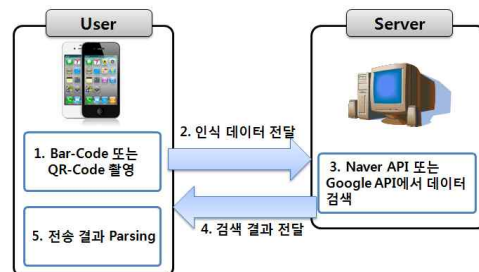 User
Server
1. Bar-Code 또는
QR-Code 촬영
2. 인식 데이터 전달
3. Naver API 또는
Google API에서 데이터
검색
4. 검색 결과 전달
5. 전송 결과 Parsing